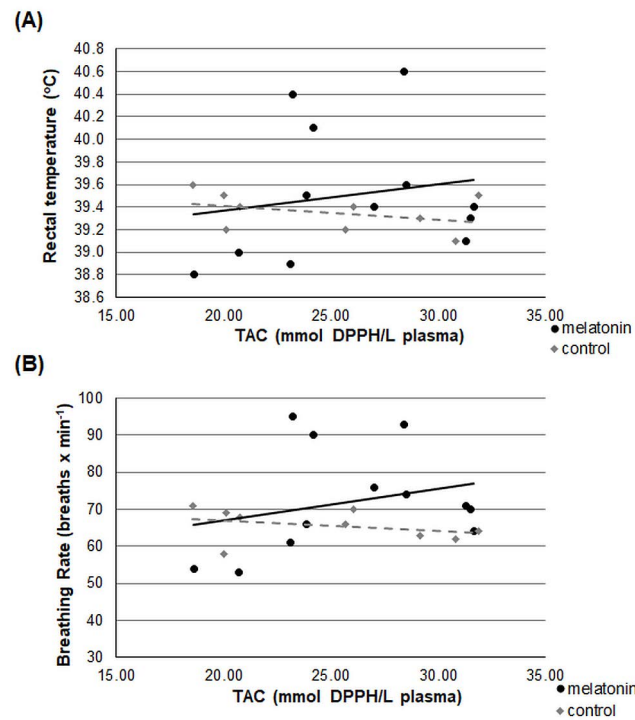 (A)
Rectal temperature (°C)
40.8
40.6
40.4
40.2
40.0
39.8
39.6
39.4
39.2
39.0
38.8
38.6
15.00 20.00 25.00 30.00 35.00
TAC (mmol DPPH/L plasma)
melatonin
control
(B)
Breathing Rate (breaths x min⁻¹)
100
90
80
70
60
50
40
30
15.00 20.00 25.00 30.00 35.00
TAC (mmol DPPH/L plasma)
melatonin
control